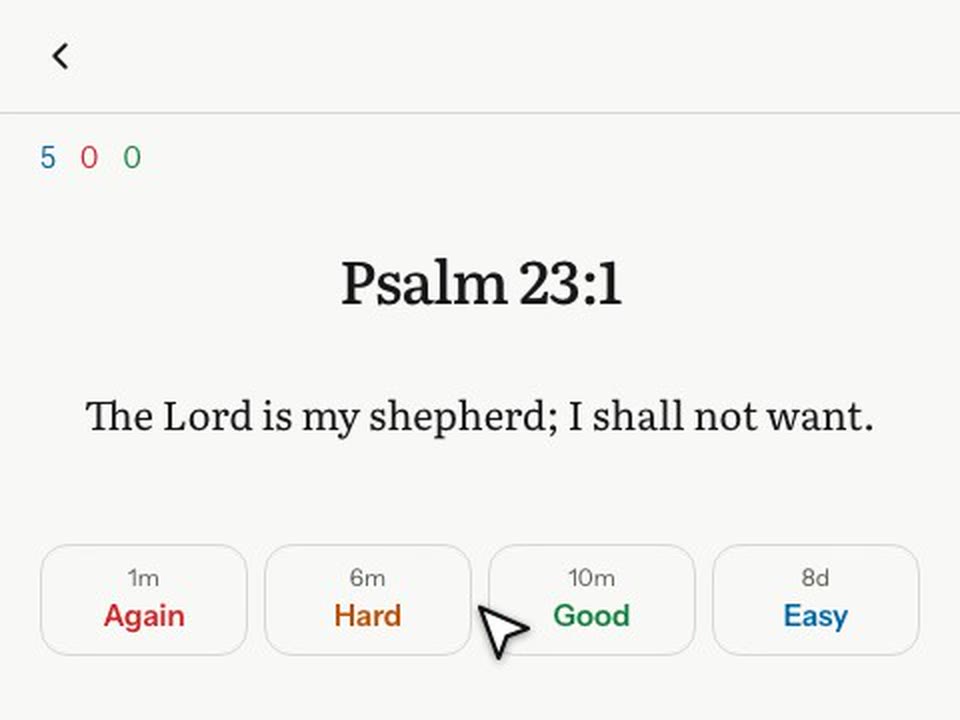 5 0 0
Psalm 23:1
The Lord is my shepherd; I shall not want.
1m 6m 10m 8d
Again Hard Good Easy